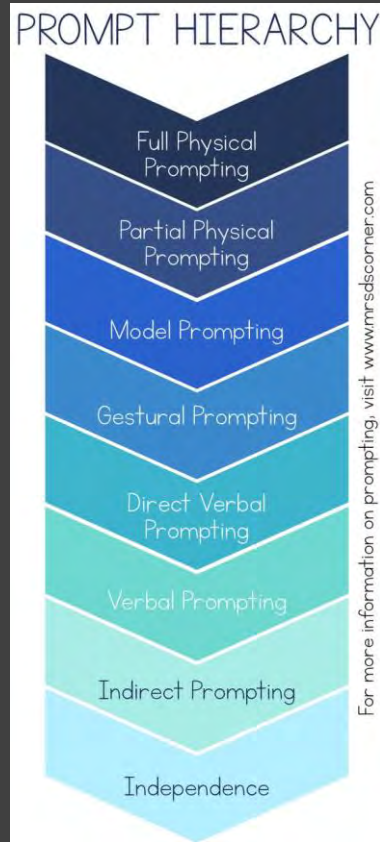 PROMPT HIERARCHY
Full Physical
Prompting
Partial Physical
Prompting
Model Prompting
Gestural Prompting
Direct Verbal
Prompting
Verbal Prompting
Indirect Prompting
Independence
For more information on prompting, visit www.mrsdscorner.com